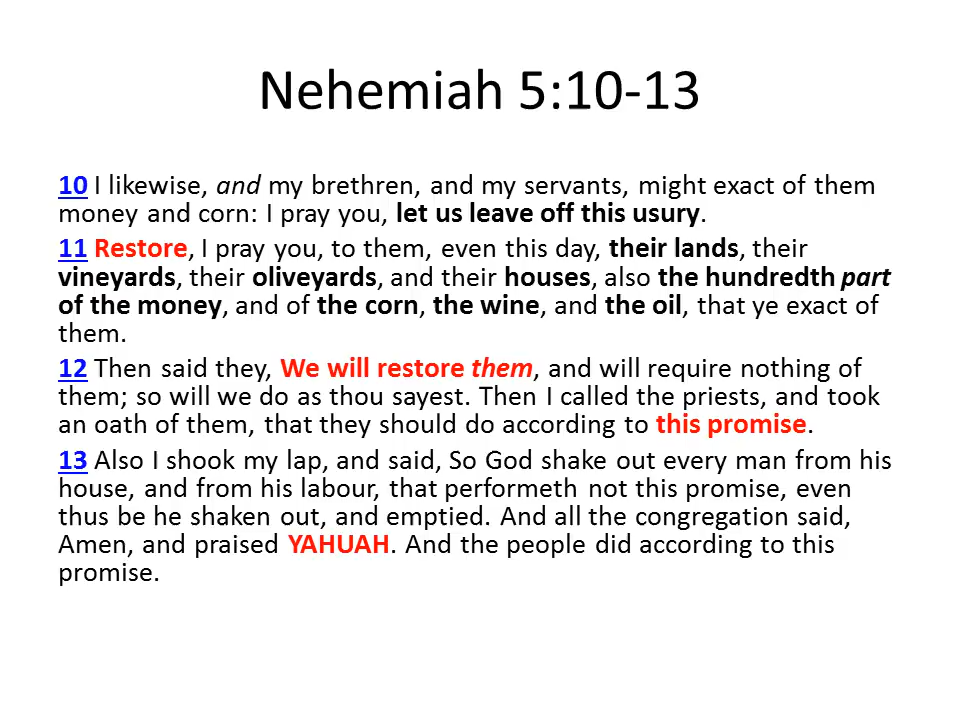 Nehemiah 5:10-13
10 I likewise, and my brethren, and my servants, might exact of them
money and corn: I pray you, let us leave off this usury.
11 Restore, I pray you, to them, even this day, their lands, their
vineyards, their oliveyards, and their houses, also the hundredth part
of the money, and of the corn, the wine, and the oil, that ye exact of
them.
12 Then said they, We will restore them, and will require nothing of
them; so will we do as thou sayest. Then I called the priests, and took
an oath of them, that they should do according to this promise.
13 Also I shook my lap, and said, So God shake out every man from his
house, and from his labour, that performeth not this promise, even
thus be he shaken out, and emptied. And all the congregation said,
Amen, and praised YAHUAH. And the people did according to this
promise.